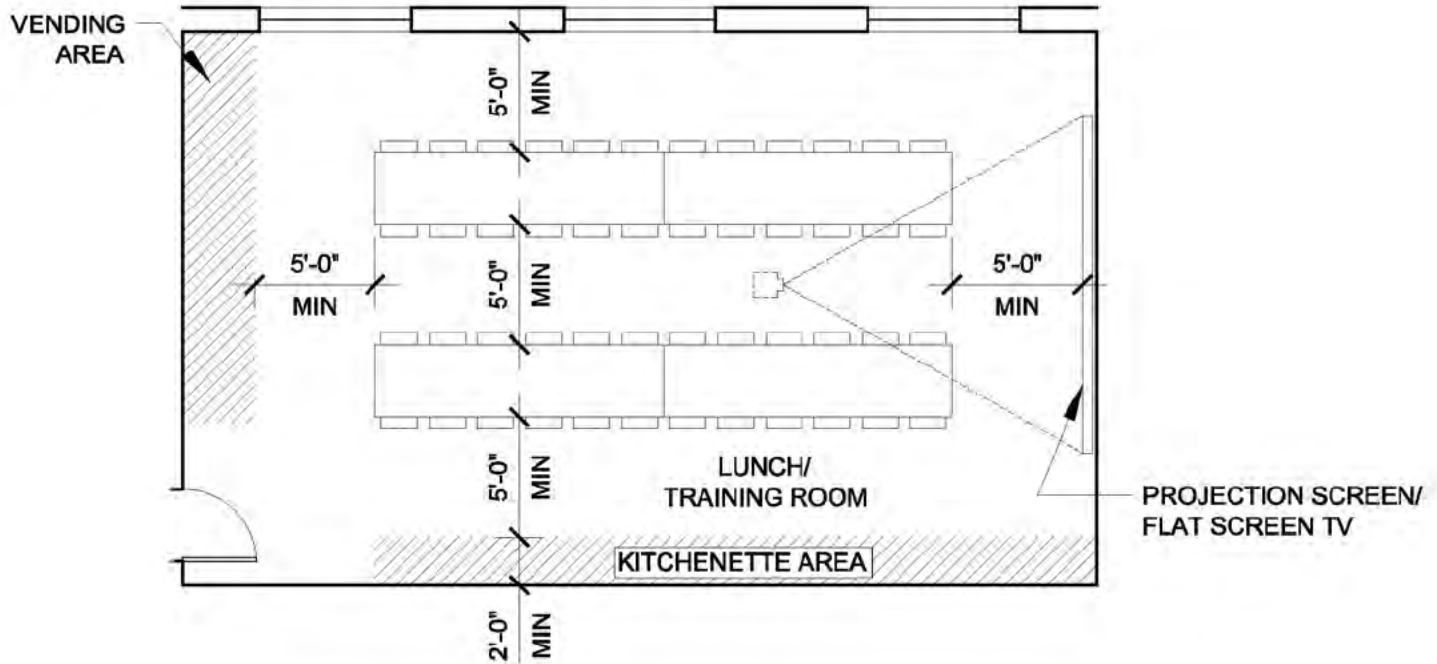 VENDING
AREA
5'-0"
MIN
5'-0"
MIN
5'-0"
MIN
5'-0"
MIN
5'-0"
MIN
LUNCH/
TRAINING ROOM
PROJECTION SCREEN/
FLAT SCREEN TV
KITCHENETTE AREA
2'-0"
MIN